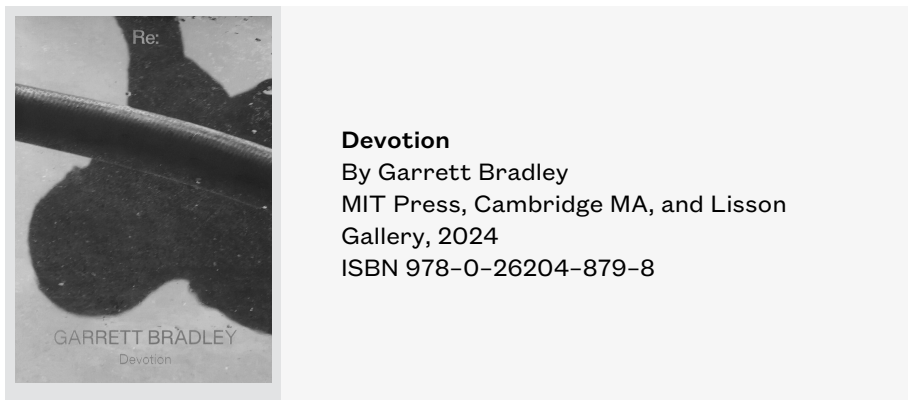 Re:
GARRETT BRADLEY
Devotion
Devotion
By Garrett Bradley
MIT Press, Cambridge MA, and Lisson
Gallery, 2024
ISBN 978–0–26204–879–8